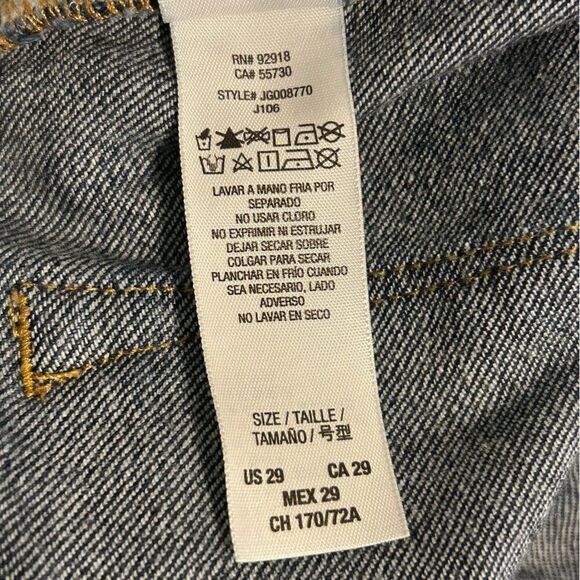 RN# 92918
CA# 55730
STYLE# JG008770
J106
LAVAR A MANO FRIA POR
SEPARADO
NO USAR CLORO
NO EXPRIMIR NI ESTRUJAR
DEJAR SECAR SOBRE
COLGAR PARA SECAR
PLANCHAR EN FRÍO CUANDO
SEA NECESARIO, LADO
ADVERSO
NO LAVAR EN SECO
SIZE / TAILLE /
TAMAÑO / 号型
US 29 CA 29
MEX 29
CH 170/72A